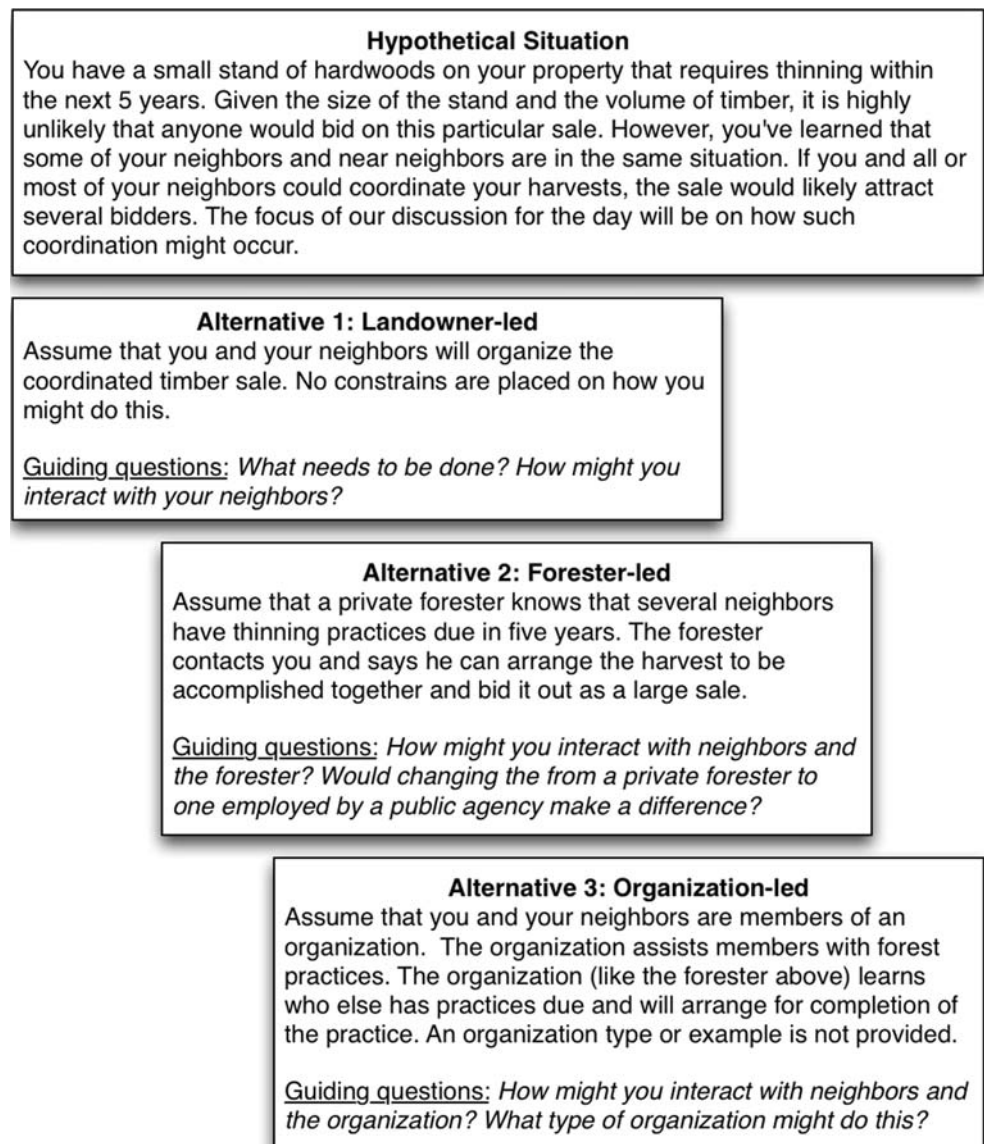 Hypothetical Situation
You have a small stand of hardwoods on your property that requires thinning within
the next 5 years. Given the size of the stand and the volume of timber, it is highly
unlikely that anyone would bid on this particular sale. However, you've learned that
some of your neighbors and near neighbors are in the same situation. If you and all or
most of your neighbors could coordinate your harvests, the sale would likely attract
several bidders. The focus of our discussion for the day will be on how such
coordination might occur.
Alternative 1: Landowner-led
Assume that you and your neighbors will organize the
coordinated timber sale. No constrains are placed on how you
might do this.
Guiding questions: What needs to be done? How might you
interact with your neighbors?
Alternative 2: Forester-led
Assume that a private forester knows that several neighbors
have thinning practices due in five years. The forester
contacts you and says he can arrange the harvest to be
accomplished together and bid it out as a large sale.
Guiding questions: How might you interact with neighbors and
the forester? Would changing the from a private forester to
one employed by a public agency make a difference?
Alternative 3: Organization-led
Assume that you and your neighbors are members of an
organization.  The organization assists members with forest
practices. The organization (like the forester above) learns
who else has practices due and will arrange for completion of
the practice. An organization type or example is not provided.
Guiding questions: How might you interact with neighbors and
the organization? What type of organization might do this?